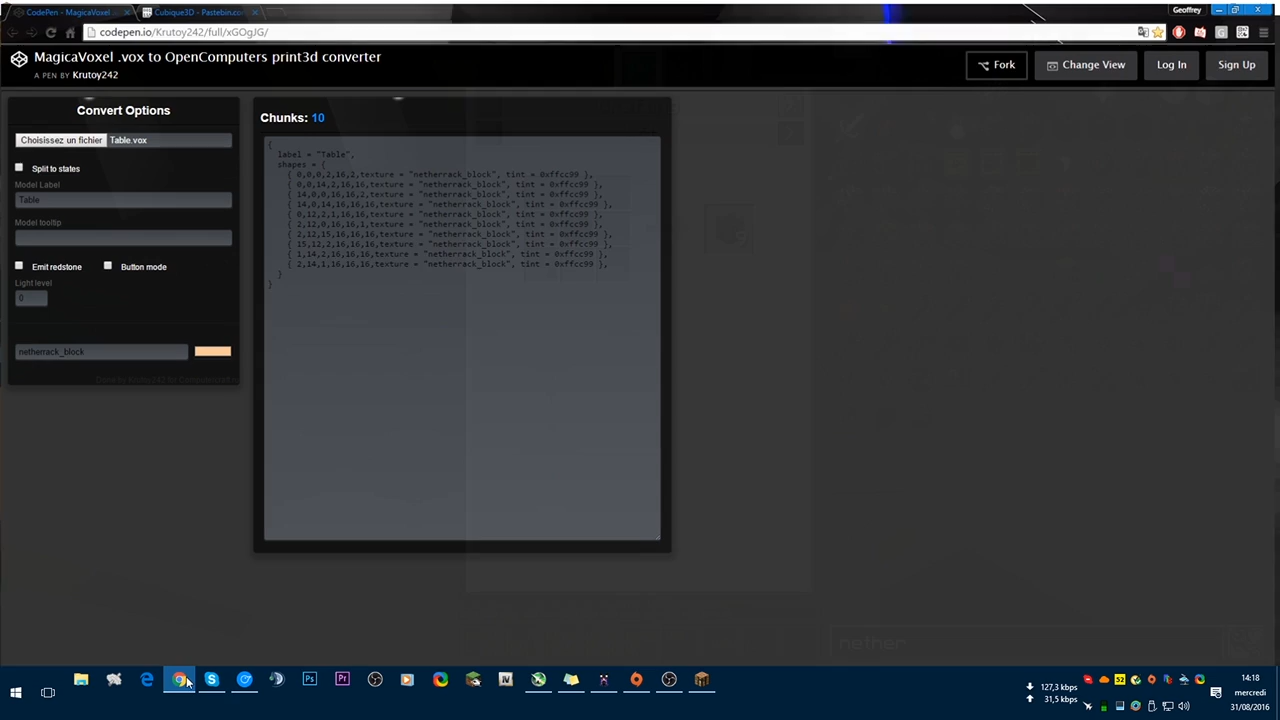 CodePen - MagicaVoxel
Cubique3D - Pastebin.co
Geoffrey
codepen.io/Krutoy242/full/xGOgJG/
MagicaVoxel .vox to OpenComputers print3d converter
A PEN BY Krutoy242
Fork
Change View
Log In
Sign Up
Convert Options
Chunks: 10
Choisissez un fichier Table.vox
Split to states
Model Label
Table
Model tooltip
Emit redstone
Button mode
Light level
0
netherrack_block
{
label = "Table",
shapes = {
{ 0,0,0,2,16,2,texture = "netherrack_block", tint = 0xffcc99 },
{ 0,0,14,2,16,16,texture = "netherrack_block", tint = 0xffcc99 },
{ 14,0,0,16,16,2,texture = "netherrack_block", tint = 0xffcc99 },
{ 14,0,14,16,16,16,texture = "netherrack_block", tint = 0xffcc99 },
{ 0,12,2,1,16,16,texture = "netherrack_block", tint = 0xffcc99 },
{ 2,12,0,16,16,1,texture = "netherrack_block", tint = 0xffcc99 },
{ 2,12,15,16,16,16,texture = "netherrack_block", tint = 0xffcc99 },
{ 15,12,2,16,16,16,texture = "netherrack_block", tint = 0xffcc99 },
{ 1,14,2,16,16,16,texture = "netherrack_block", tint = 0xffcc99 },
{ 2,14,1,16,16,16,texture = "netherrack_block", tint = 0xffcc99 },
}
}
nether
Ps
Pr
IV
127,3 kbps
31,5 kbps
14:18
mercredi
31/08/2016